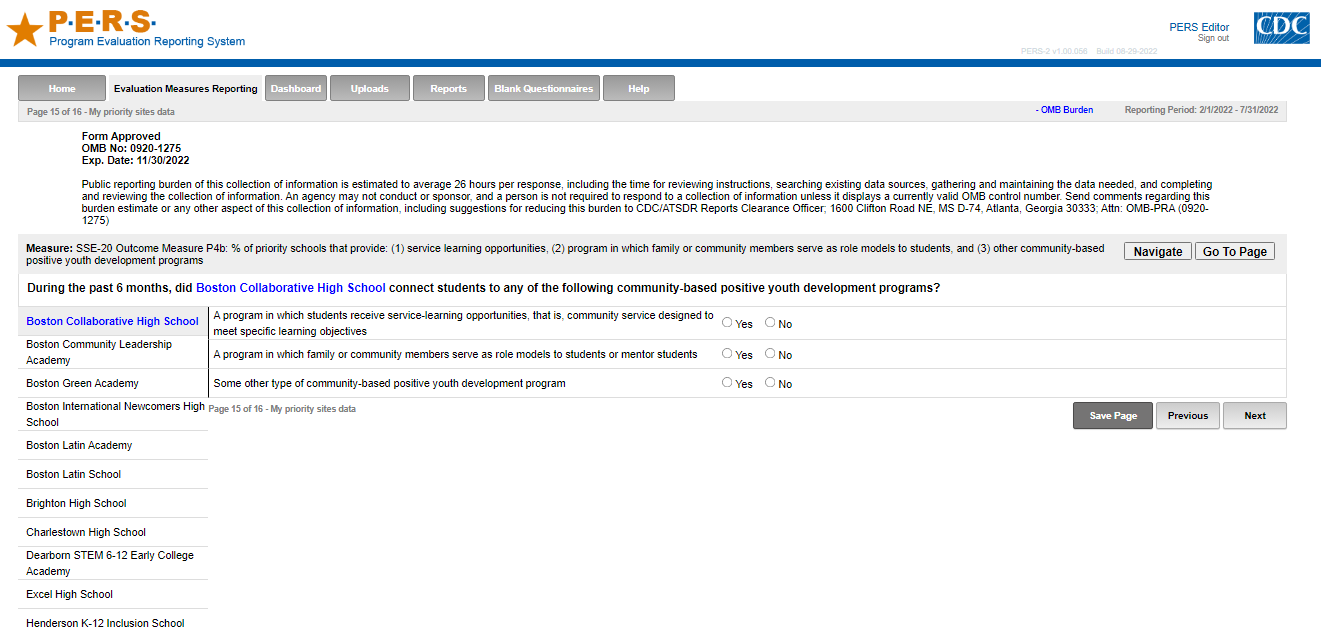 P·E·R·S·
Program Evaluation Reporting System
PERS Editor
Sign out
CDC
PERS-2 v1.00.056 Build 08-29-2022
Home Evaluation Measures Reporting Dashboard Uploads Reports Blank Questionnaires Help
Page 15 of 16 - My priority sites data
- OMB Burden Reporting Period: 2/1/2022 - 7/31/2022
Form Approved
OMB No: 0920-1275
Exp. Date: 11/30/2022
Public reporting burden of this collection of information is estimated to average 26 hours per response, including the time for reviewing instructions, searching existing data sources, gathering and maintaining the data needed, and completing
and reviewing the collection of information. An agency may not conduct or sponsor, and a person is not required to respond to a collection of information unless it displays a currently valid OMB control number. Send comments regarding this
burden estimate or any other aspect of this collection of information, including suggestions for reducing this burden to CDC/ATSDR Reports Clearance Officer; 1600 Clifton Road NE, MS D-74, Atlanta, Georgia 30333; Attn: OMB-PRA (0920-
1275)
Measure: SSE-20 Outcome Measure P4b: % of priority schools that provide: (1) service learning opportunities, (2) program in which family or community members serve as role models to students, and (3) other community-based
positive youth development programs
Navigate Go To Page
During the past 6 months, did Boston Collaborative High School connect students to any of the following community-based positive youth development programs?
Boston Collaborative High School
A program in which students receive service-learning opportunities, that is, community service designed to
meet specific learning objectives
Yes No
Boston Community Leadership
Academy
A program in which family or community members serve as role models to students or mentor students
Yes No
Boston Green Academy
Some other type of community-based positive youth development program
Yes No
Boston International Newcomers High
School
Page 15 of 16 - My priority sites data
Save Page Previous Next
Boston Latin Academy
Boston Latin School
Brighton High School
Charlestown High School
Dearborn STEM 6-12 Early College
Academy
Excel High School
Henderson K-12 Inclusion School